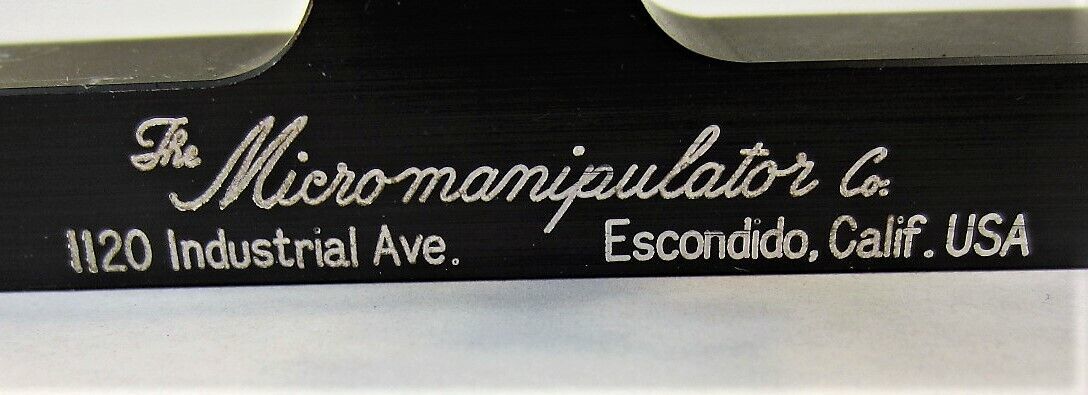 The Micromanipulator Co.
1120 Industrial Ave. Escondido, Calif. USA